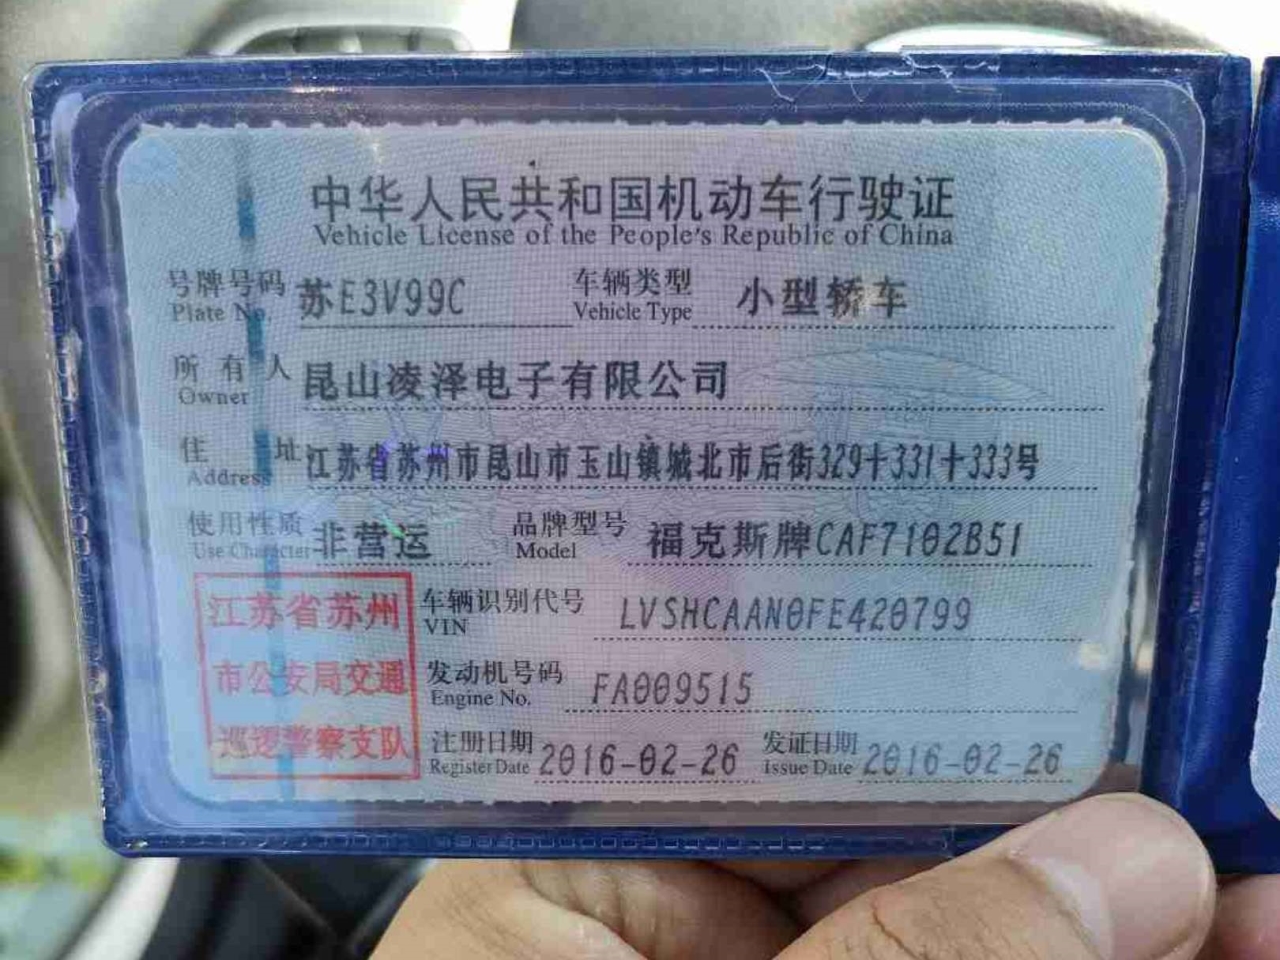 中华人民共和国机动车行驶证
Vehicle License of the People's Republic of China
号牌号码 苏E3V99C 车辆类型 小型轿车
Plate No. Vehicle Type
所有人 昆山凌泽电子有限公司
Owner
住址 江苏省苏州市昆山市玉山镇城北市后街329+331+333号
Address
使用性质 非营运 品牌型号 福克斯牌CAF7102B51
Use Character Model
江苏省苏州
市公安局交通
巡逻警察支队
车辆识别代号 LVSHCAAN0FE420799
VIN
发动机号码 FA009515
Engine No.
注册日期 2016-02-26 发证日期 2016-02-26
Register Date Issue Date